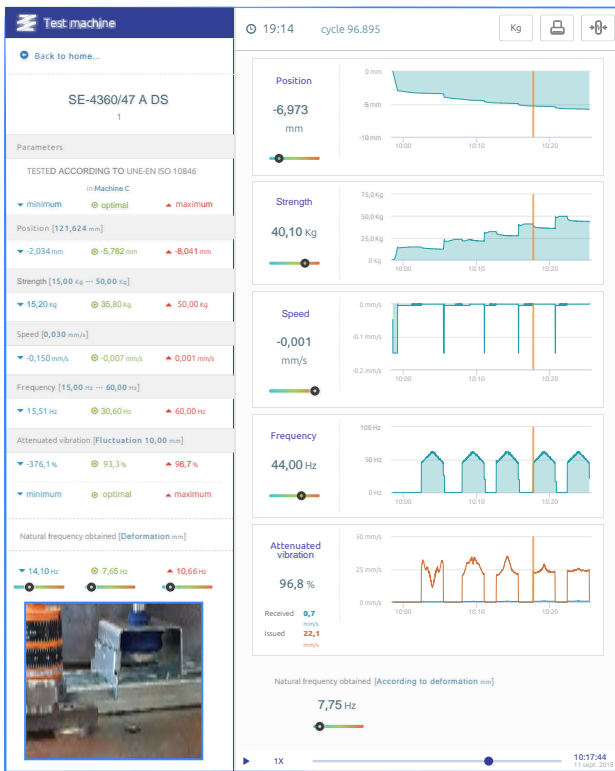 Test machine
Back to home...
SE-4360/47 A DS
1
Parameters
TESTED ACCORDING TO UNE-EN ISO 10846
in Machine C
minimum optimal maximum
Position [121,624 mm]
-2,034 mm -5,782 mm -8,041 mm
Strength [15,00 Kg ··· 50,00 Kg]
15,20 Kg 35,80 Kg 50,00 Kg
Speed [0,030 mm/s]
-0,150 mm/s -0,007 mm/s 0,001 mm/s
Frequency [15,00 Hz ··· 60,00 Hz]
15,51 Hz 30,60 Hz 60,00 Hz
Attenuated vibration [Fluctuation 10,00 mm]
-376,1 % 93,3 % 98,7 %
minimum optimal maximum
Natural frequency obtained [Deformation mm]
14,10 Hz 7,65 Hz 10,66 Hz
19:14 cycle 96.895 Kg
Position
-6,973
mm
0 mm
-5 mm
-10 mm
10:00 10:10 10:20
Strength
40,10 Kg
75,0 Kg
50,0 Kg
25,0 Kg
0 Kg
10:00 10:10 10:20
Speed
-0,001
mm/s
0 mm/s
-0.1 mm/s
-0.2 mm/s
10:00 10:10 10:20
Frequency
44,00 Hz
100 Hz
50 Hz
0 Hz
10:00 10:10 10:20
Attenuated
vibration
96,8 %
Received 0,7
mm/s
Issued 22,1
mm/s
50 mm/s
25 mm/s
0 mm/s
10:00 10:10 10:20
Natural frequency obtained [According to deformation mm]
7,75 Hz
1X
10:17:44
11 sept. 2018